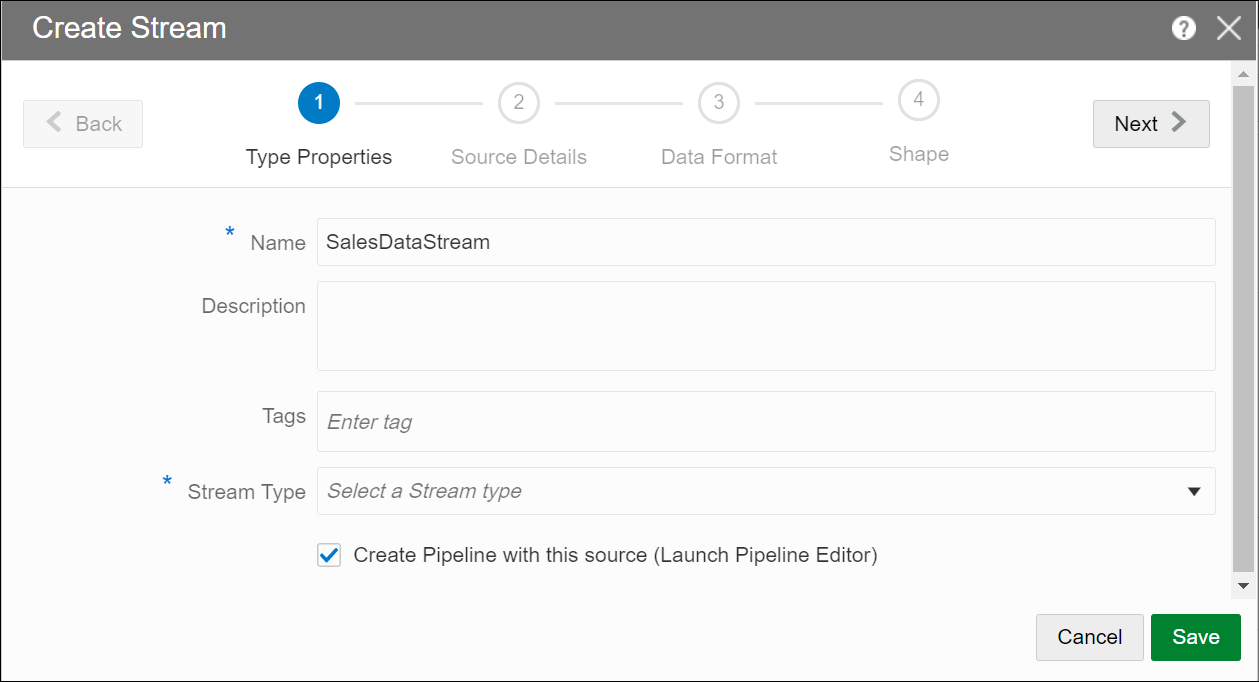 Create Stream
?
Back
1
2
3
4
Next
Type Properties
Source Details
Data Format
Shape
* Name
SalesDataStream
Description
Tags
Enter tag
* Stream Type
Select a Stream type
Create Pipeline with this source (Launch Pipeline Editor)
Cancel
Save